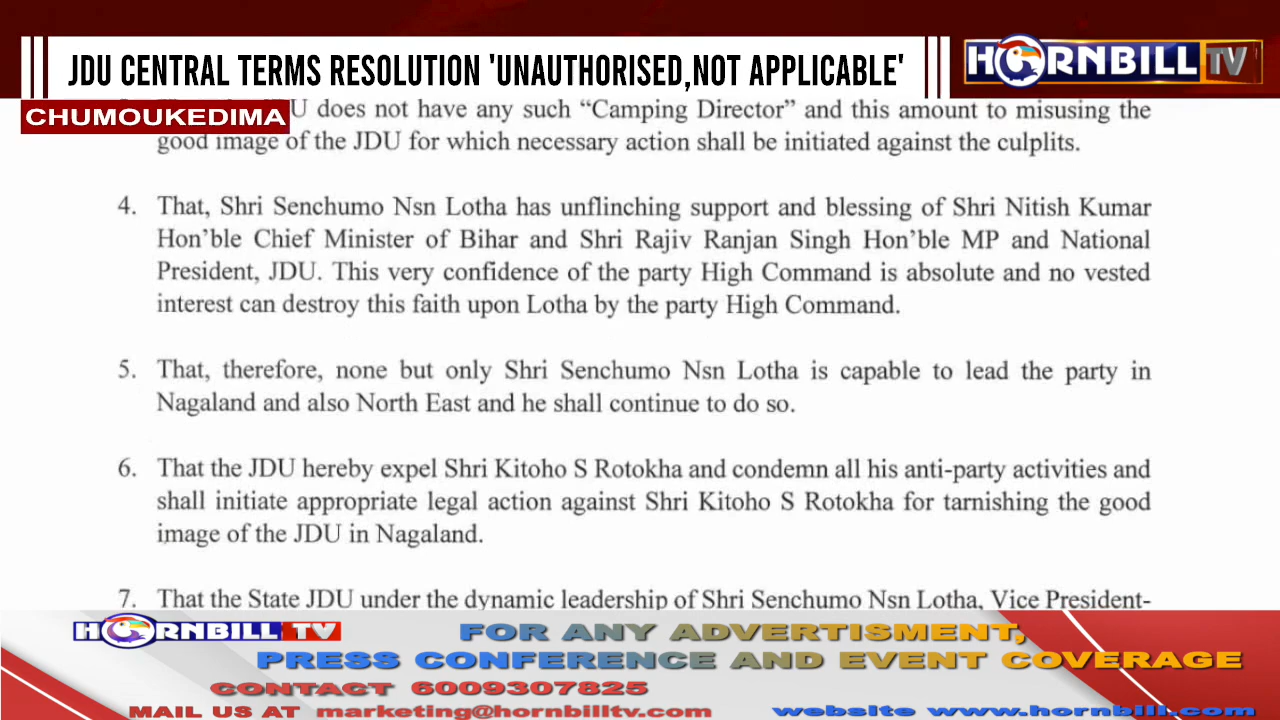 JDU CENTRAL TERMS RESOLUTION 'UNAUTHORISED,NOT APPLICABLE'
HORNBILL TV
CHUMOUKEDIMA
does not have any such “Camping Director” and this amount to misusing the
good image of the JDU for which necessary action shall be initiated against the culplits.
4. That, Shri Senchumo Nsn Lotha has unflinching support and blessing of Shri Nitish Kumar
Hon’ble Chief Minister of Bihar and Shri Rajiv Ranjan Singh Hon’ble MP and National
President, JDU. This very confidence of the party High Command is absolute and no vested
interest can destroy this faith upon Lotha by the party High Command.
5. That, therefore, none but only Shri Senchumo Nsn Lotha is capable to lead the party in
Nagaland and also North East and he shall continue to do so.
6. That the JDU hereby expel Shri Kitoho S Rotokha and condemn all his anti-party activities and
shall initiate appropriate legal action against Shri Kitoho S Rotokha for tarnishing the good
image of the JDU in Nagaland.
7. That the State JDU under the dynamic leadership of Shri Senchumo Nsn Lotha, Vice President-
HORNBILL TV
FOR ANY ADVERTISMENT,
PRESS CONFERENCE AND EVENT COVERAGE
CONTACT 6009307825
MAIL US AT marketing@hornbilltv.com website www.hornbill.com